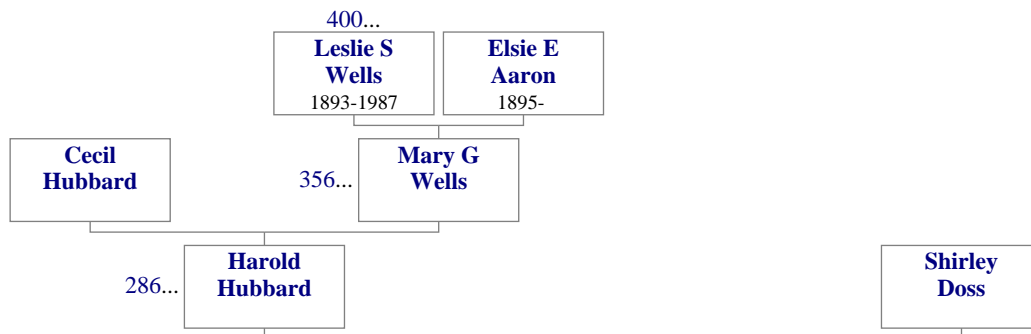 400...
Leslie S
Wells
1893-1987
Elsie E
Aaron
1895-
Cecil
Hubbard
356...
Mary G
Wells
286...
Harold
Hubbard
Shirley
Doss